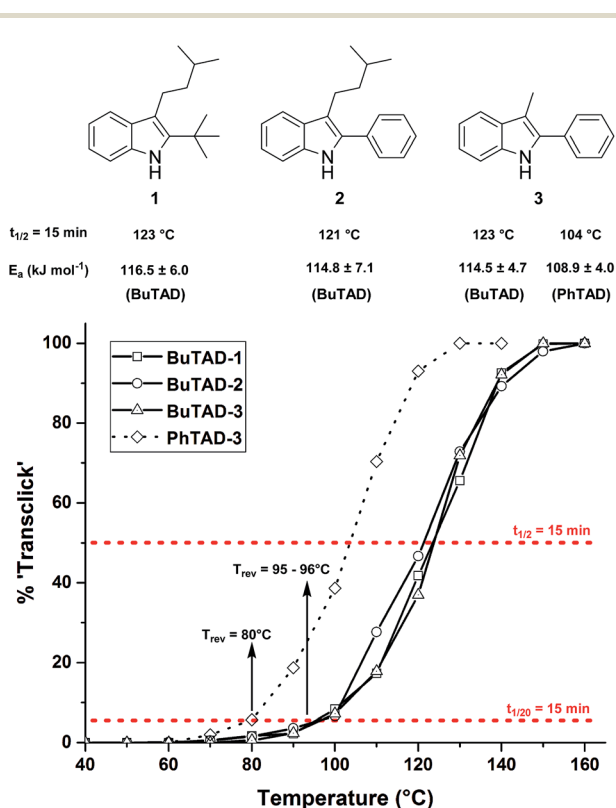 N
H
N
H
N
H
1
2
3
t1/2 = 15 min 123 °C 121 °C 123 °C 104 °C
Ea (kJ mol-1) 116.5 ± 6.0 114.8 ± 7.1 114.5 ± 4.7 108.9 ± 4.0
(BuTAD) (BuTAD) (BuTAD) (PhTAD)
100
80
60
40
20
0
% 'Transclick'
BuTAD-1
BuTAD-2
BuTAD-3
PhTAD-3
t1/2 = 15 min
Trev = 95 - 96°C
Trev = 80°C
t1/20 = 15 min
40 60 80 100 120 140 160
Temperature (°C)